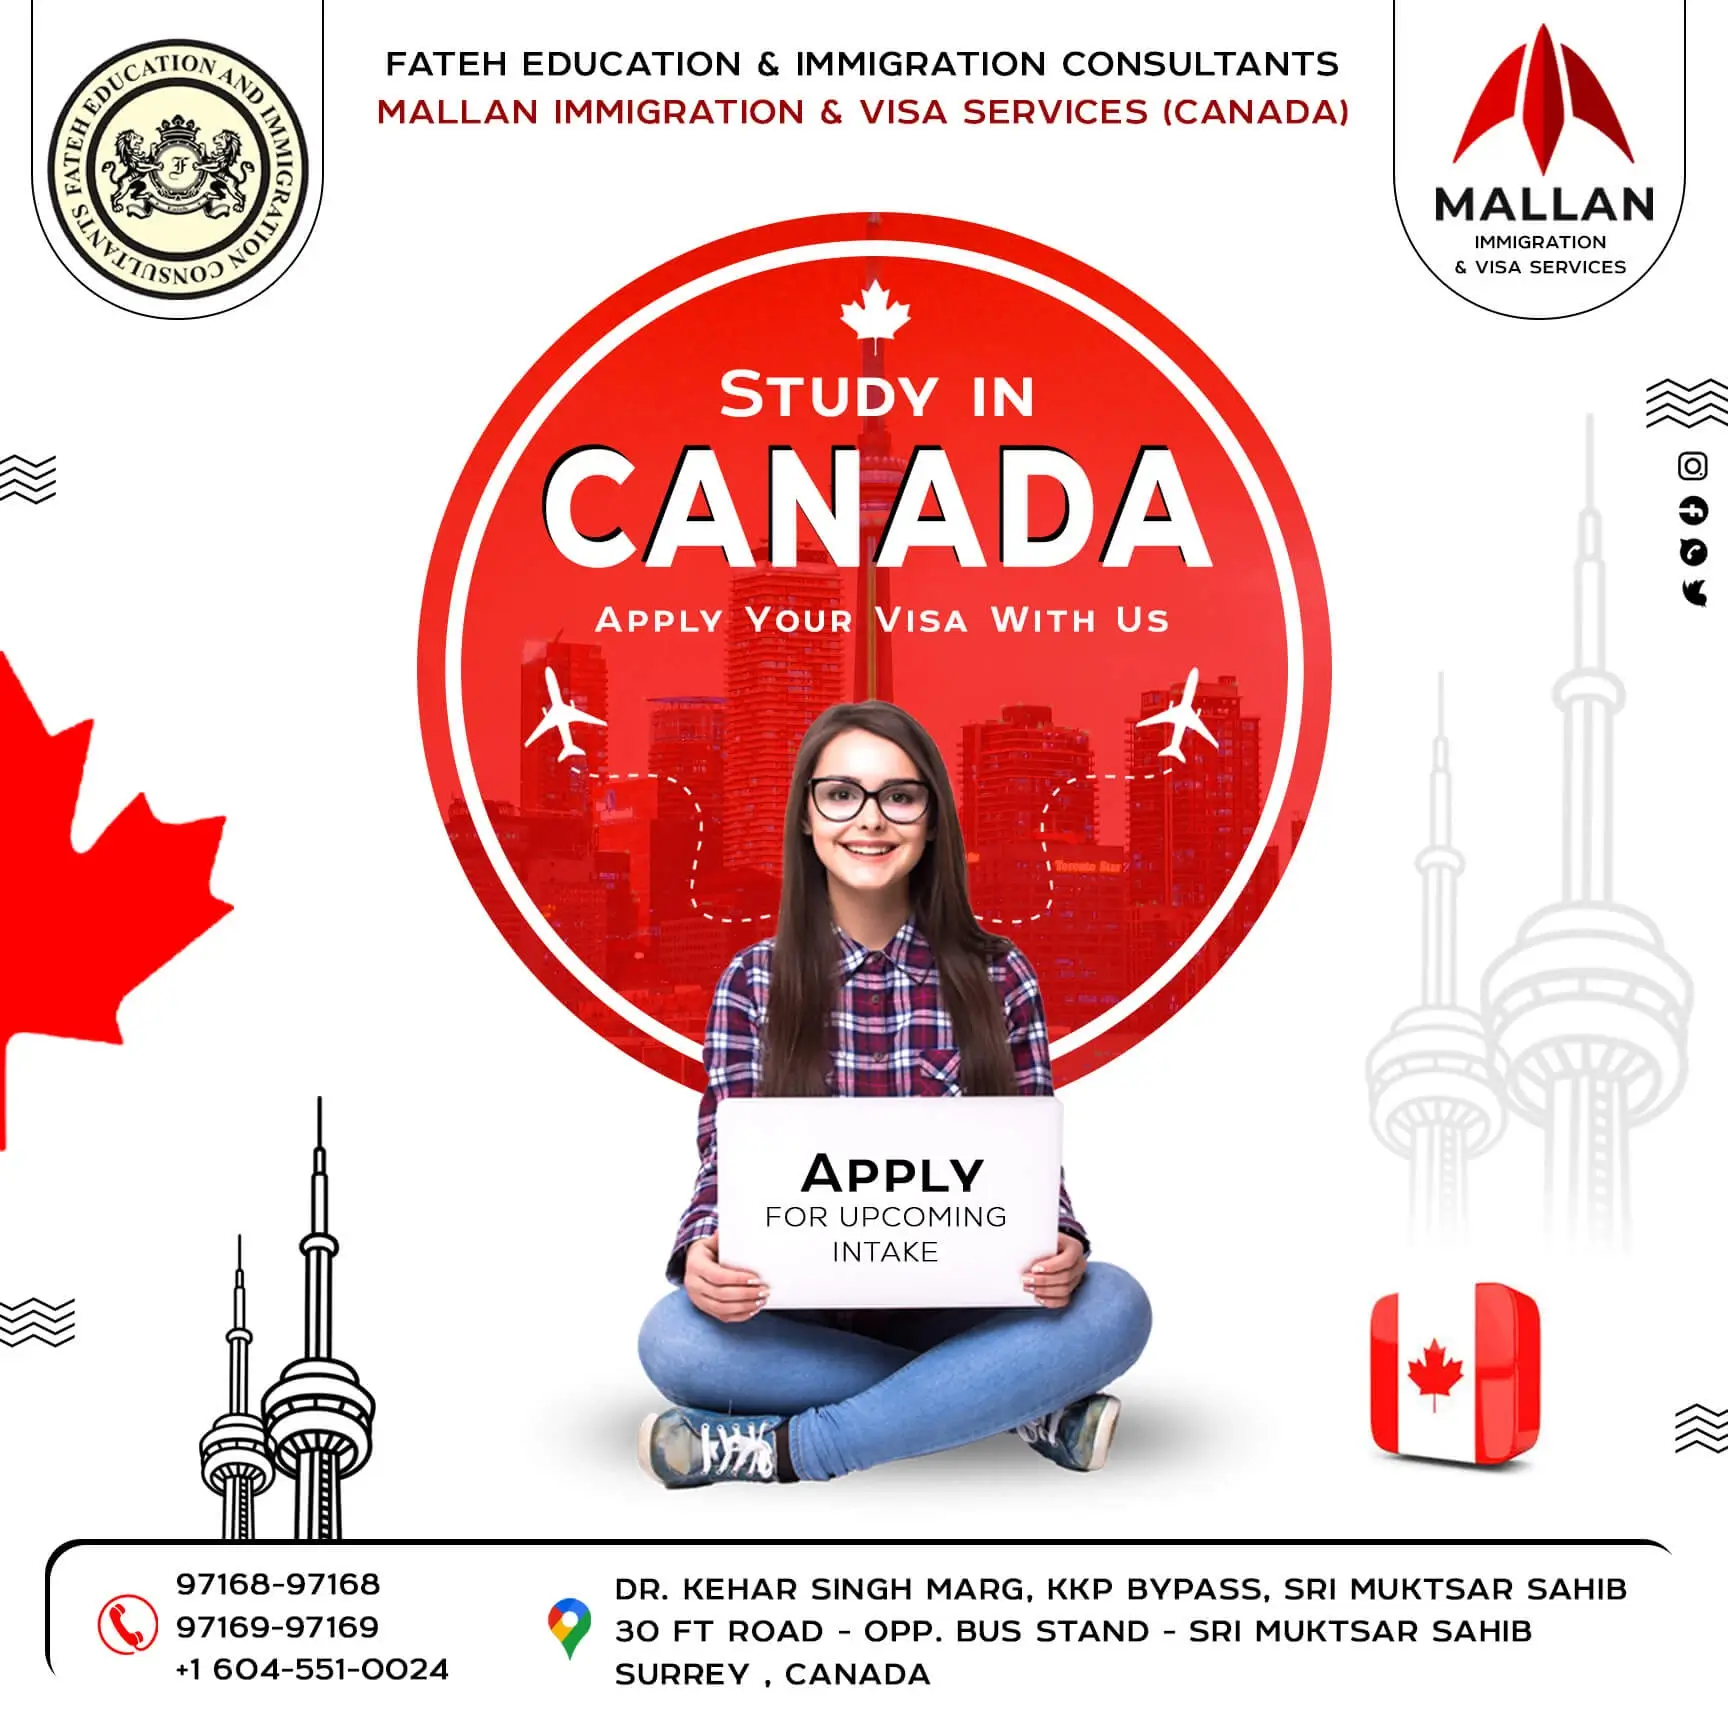 FATEH EDUCATION & IMMIGRATION CONSULTANTS
MALLAN IMMIGRATION & VISA SERVICES (CANADA)
FATEH EDUCATION AND IMMIGRATION CONSULTANTS
F
Fateh
MALLAN
IMMIGRATION
& VISA SERVICES
STUDY IN
CANADA
APPLY YOUR VISA WITH US
Toronto Star
APPLY
FOR UPCOMING
INTAKE
97168-97168
97169-97169
+1 604-551-0024
DR. KEHAR SINGH MARG, KKP BYPASS, SRI MUKTSAR SAHIB
30 FT ROAD - OPP. BUS STAND - SRI MUKTSAR SAHIB
SURREY , CANADA